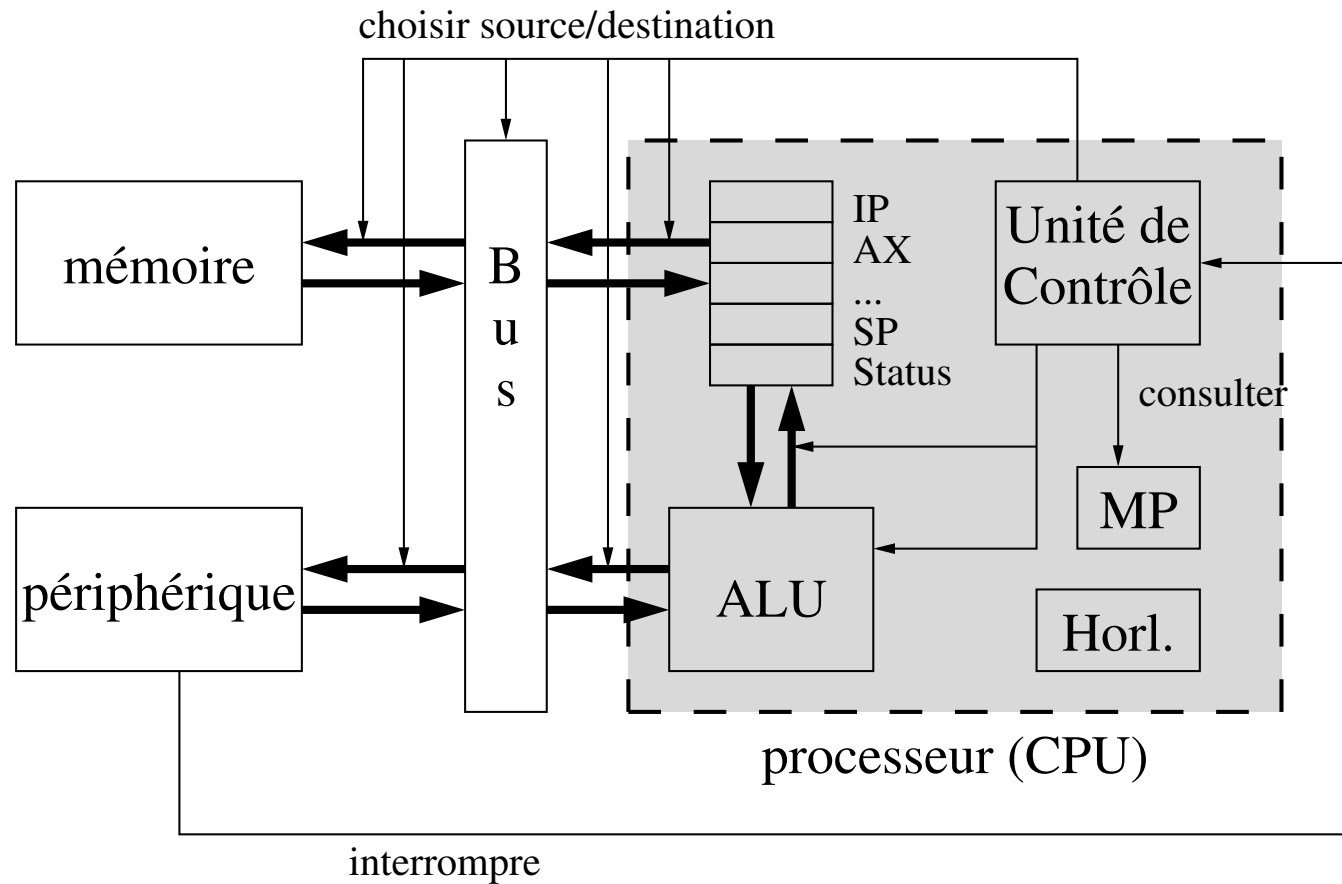 choisir source/destination
mémoire
B
u
s
IP
AX
...
SP
Status
Unité de
Contrôle
consulter
MP
périphérique
ALU
Horl.
processeur (CPU)
interrompre